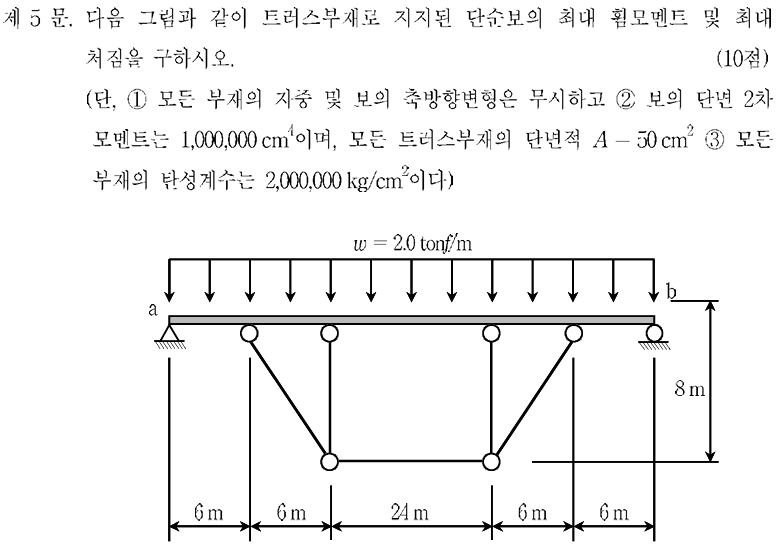 제 5 문. 다음 그림과 같이 트러스부재로 지지된 단순보의 최대 휨모멘트 및 최대
처짐을 구하시오. (10점)
(단, ① 모든 부재의 자중 및 보의 축방향변형은 무시하고 ② 보의 단면 2차
모멘트는 1,000,000 cm⁴이며, 모든 트러스부재의 단면적 A = 50 cm² ③ 모든
부재의 탄성계수는 2,000,000 kg/cm²이다)
w = 2.0 tonf/m
a
b
8 m
6 m 6 m 24 m 6 m 6 m